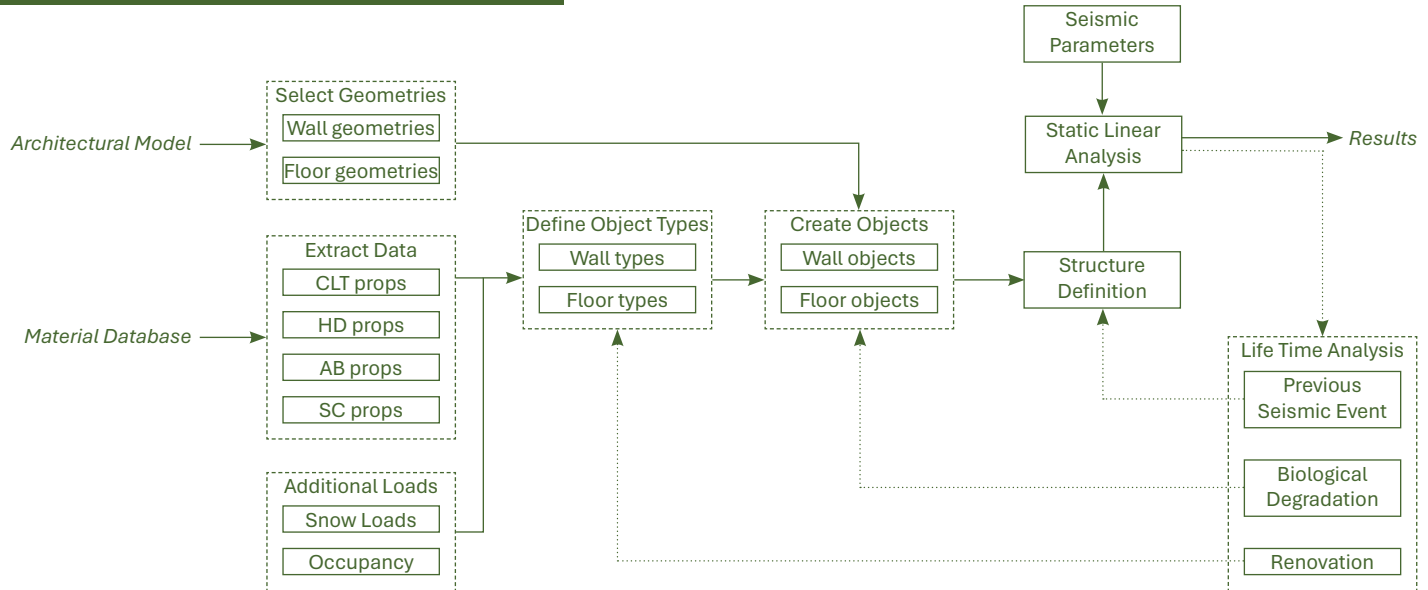 Seismic
Parameters
Select Geometries
Wall geometries
Floor geometries
Architectural Model
Static Linear
Analysis
Results
Define Object Types
Wall types
Floor types
Create Objects
Wall objects
Floor objects
Extract Data
CLT props
HD props
AB props
SC props
Material Database
Structure
Definition
Life Time Analysis
Previous
Seismic Event
Biological
Degradation
Renovation
Additional Loads
Snow Loads
Occupancy